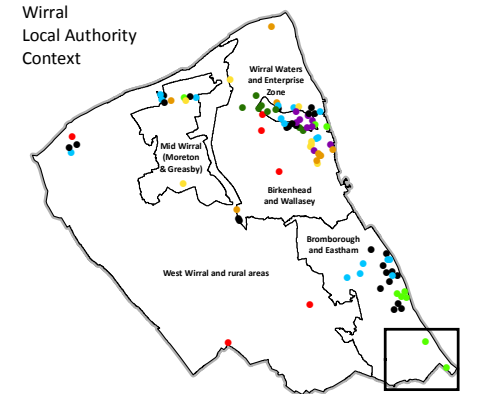 Wirral
Local Authority
Context
Wirral Waters
and Enterprise
Zone
Mid Wirral
(Moreton
& Greasby)
Birkenhead
and Wallasey
Bromborough
and Eastham
West Wirral and rural areas